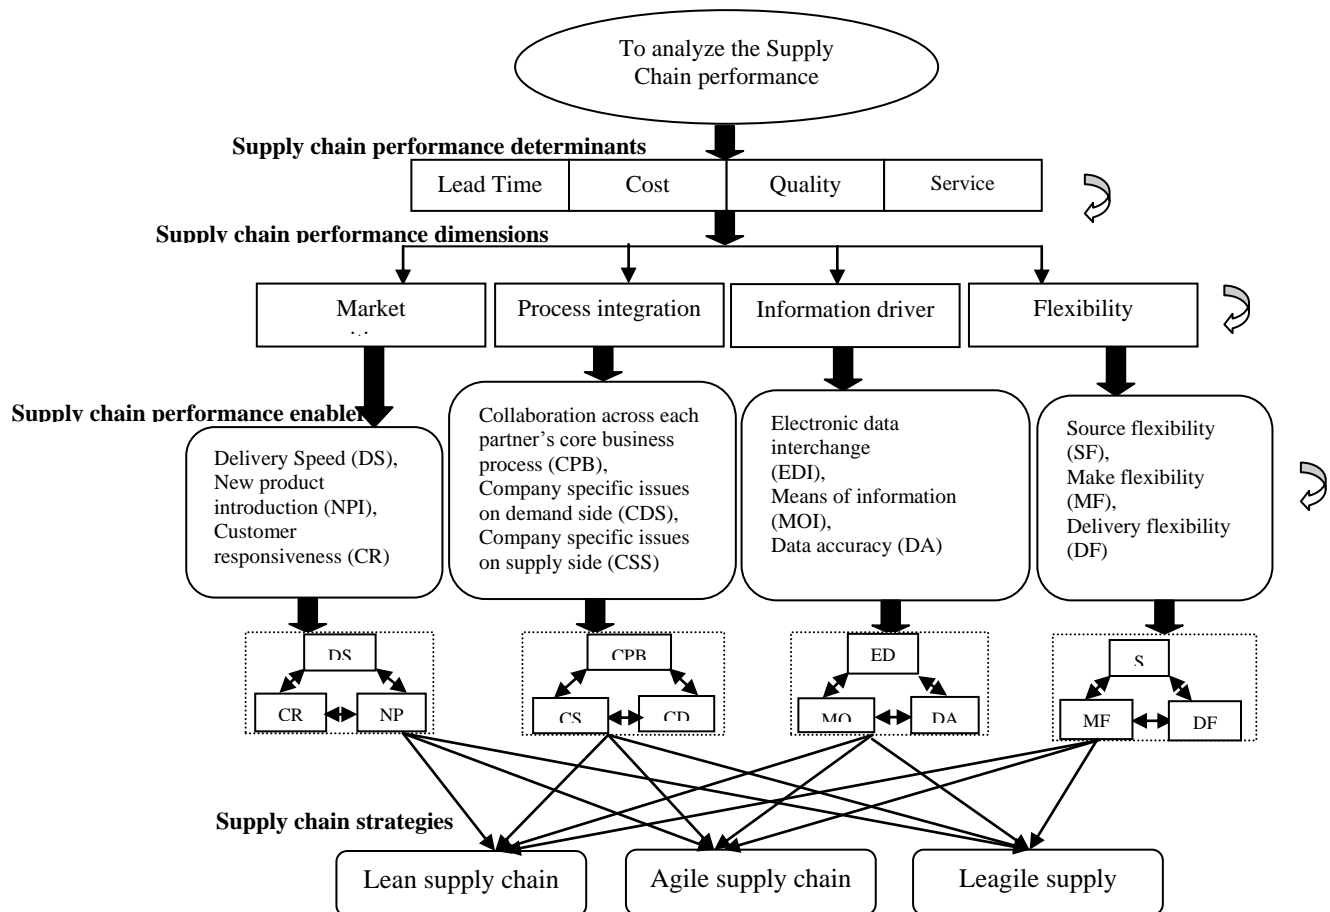 To analyze the Supply
Chain performance
Supply chain performance determinants
Lead Time
Cost
Quality
Service
Supply chain performance dimensions
Market
Process integration
Information driver
Flexibility
Supply chain performance enabler
Delivery Speed (DS),
New product
introduction (NPI),
Customer
responsiveness (CR)
Collaboration across each
partner’s core business
process (CPB),
Company specific issues
on demand side (CDS),
Company specific issues
on supply side (CSS)
Electronic data
interchange
(EDI),
Means of information
(MOI),
Data accuracy (DA)
Source flexibility
(SF),
Make flexibility
(MF),
Delivery flexibility
(DF)
DS
CR
NP
CPB
CS
CD
ED
MO
DA
S
MF
DF
Supply chain strategies
Lean supply chain
Agile supply chain
Leagile supply